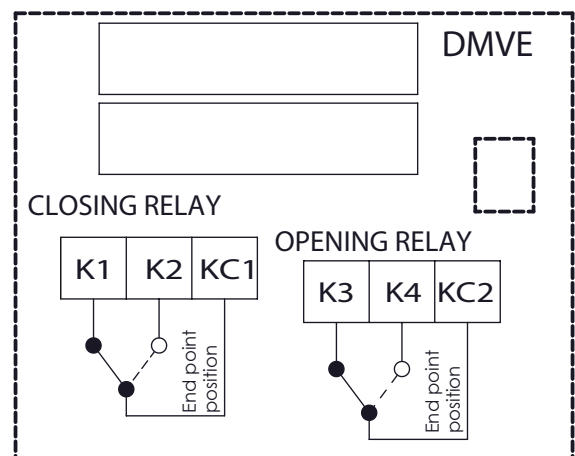 DMVE
CLOSING RELAY
K1 K2 KC1
End point
position
OPENING RELAY
K3 K4 KC2
End point
position